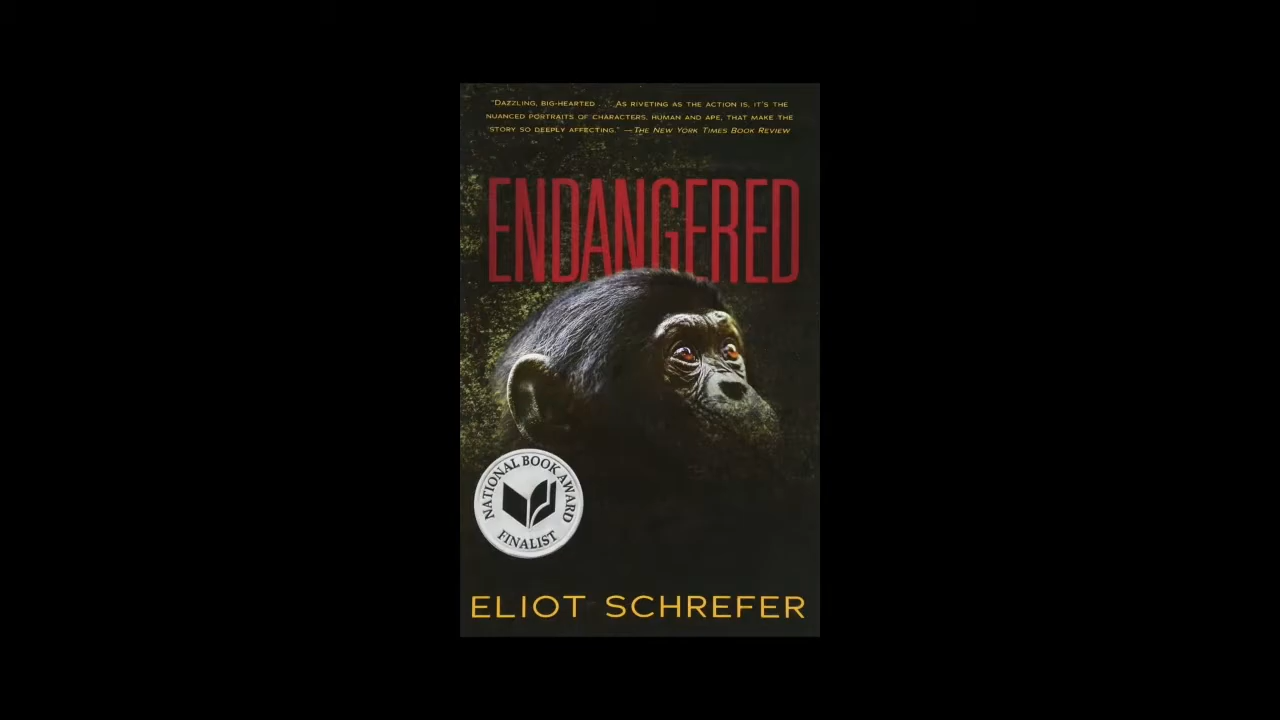 "DAZZLING, BIG-HEARTED . . . AS RIVETING AS THE ACTION IS, IT'S THE
NUANCED PORTRAITS OF CHARACTERS, HUMAN AND APE, THAT MAKE THE
STORY SO DEEPLY AFFECTING." —THE NEW YORK TIMES BOOK REVIEW
ENDANGERED
NATIONAL BOOK AWARD
FINALIST
ELIOT SCHREFER